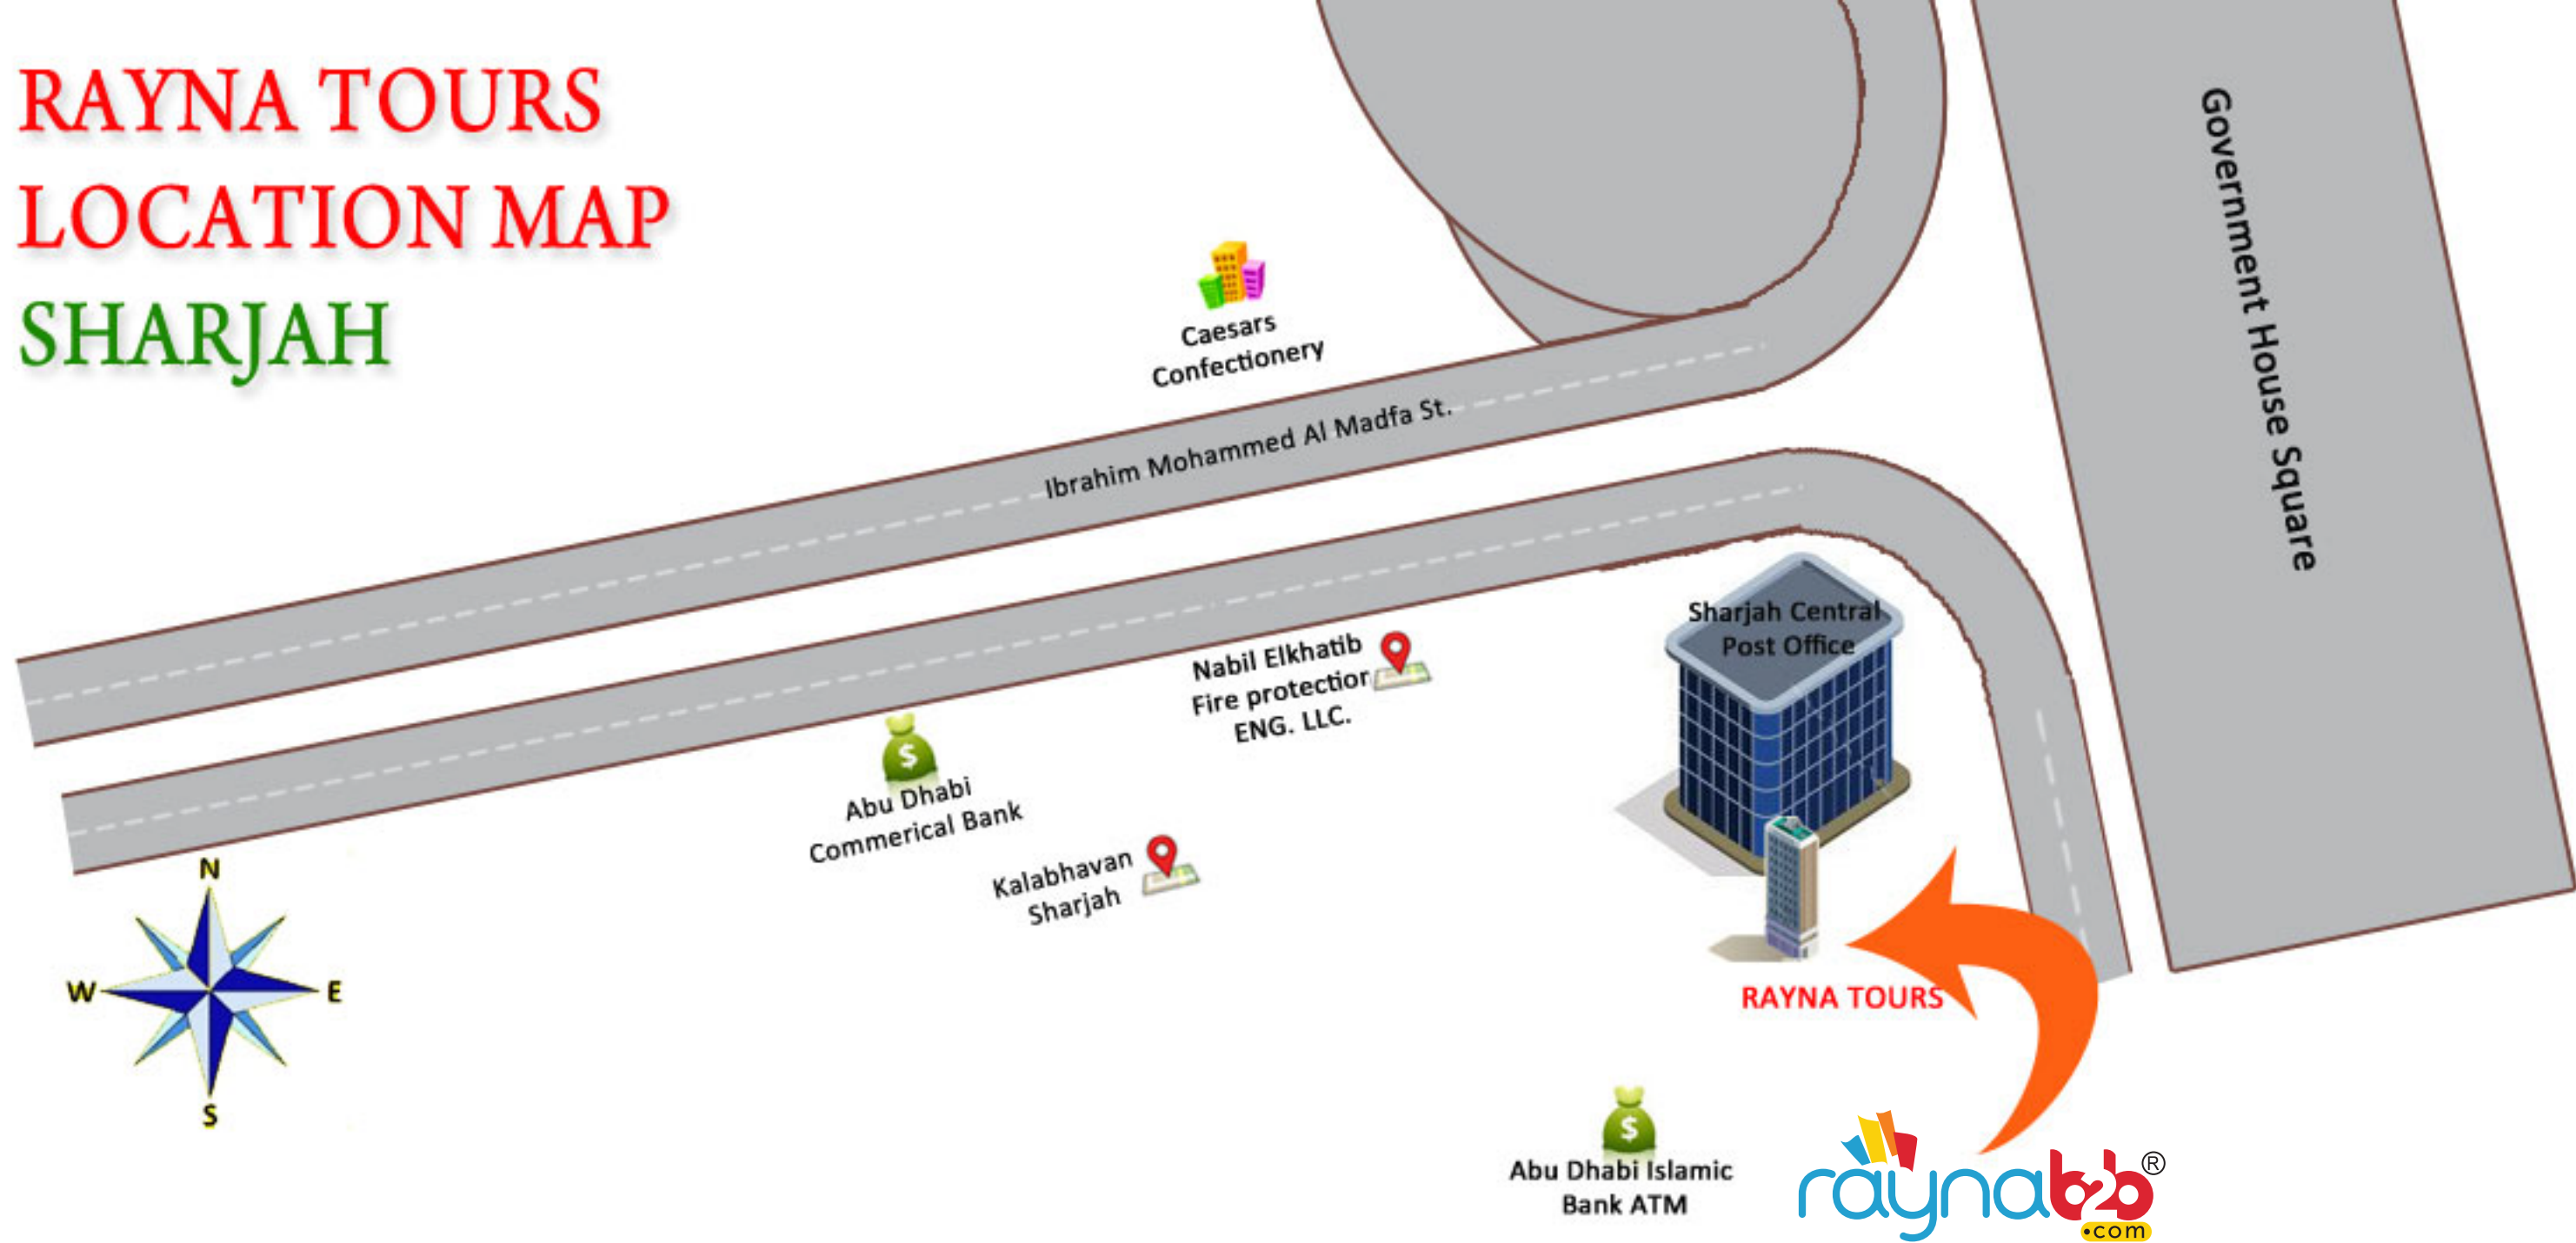 RAYNA TOURS
LOCATION MAP
SHARJAH
Government House Square
Caesars
Confectionery
Ibrahim Mohammed Al Madfa St.
Sharjah Central
Post Office
Nabil Elkhatib
Fire protection
ENG. LLC.
$
Abu Dhabi
Commerical Bank
Kalabhavan
Sharjah
N
W
E
S
RAYNA TOURS
$
Abu Dhabi Islamic
Bank ATM
raynab2b®
.com